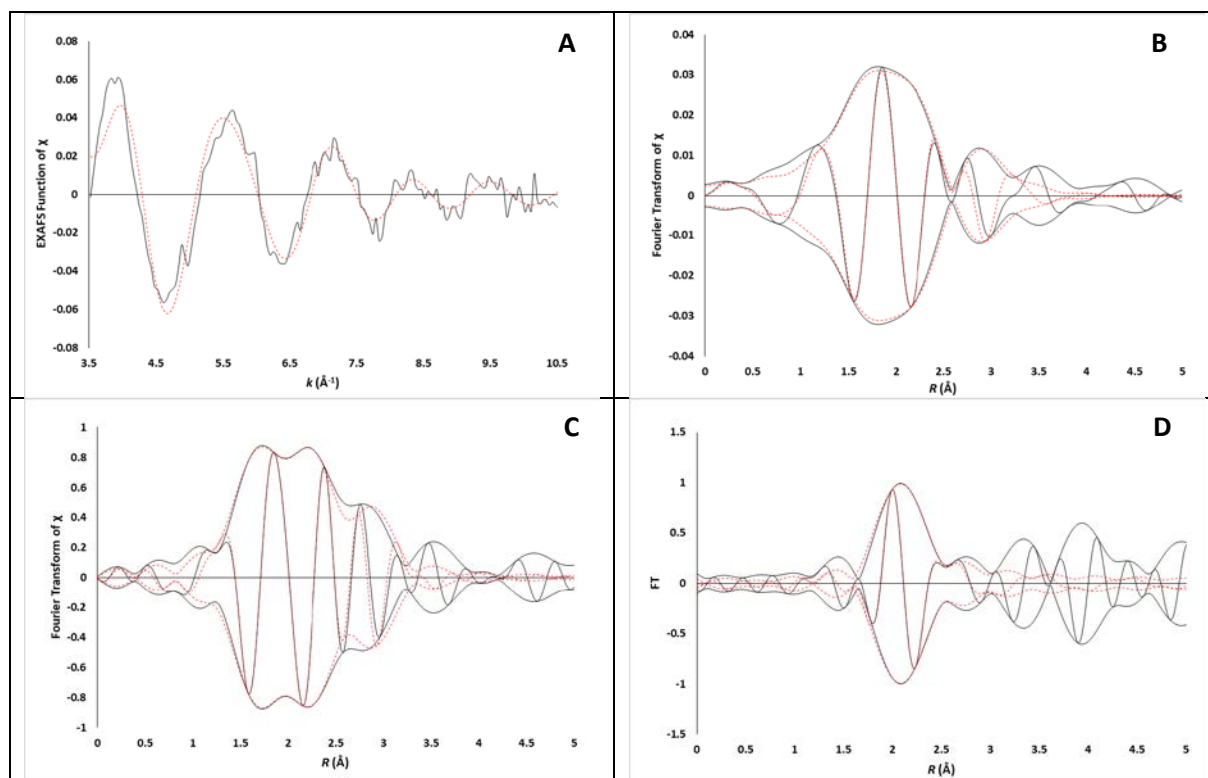 A
0.08
0.06
0.04
0.02
0
-0.02
-0.04
-0.06
-0.08
EXAFS Function of χ
3.5 4.5 5.5 6.5 7.5 8.5 9.5 10.5
k (Å-1)
B
0.04
0.03
0.02
0.01
0
-0.01
-0.02
-0.03
-0.04
Fourier Transform of χ
0 0.5 1 1.5 2 2.5 3 3.5 4 4.5 5
R (Å)
C
1
0.8
0.6
0.4
0.2
0
-0.2
-0.4
-0.6
-0.8
-1
Fourier Transform of χ
0 0.5 1 1.5 2 2.5 3 3.5 4 4.5 5
R (Å)
D
1.5
1
0.5
0
-0.5
-1
-1.5
FT
0 0.5 1 1.5 2 2.5 3 3.5 4 4.5 5
R (Å)